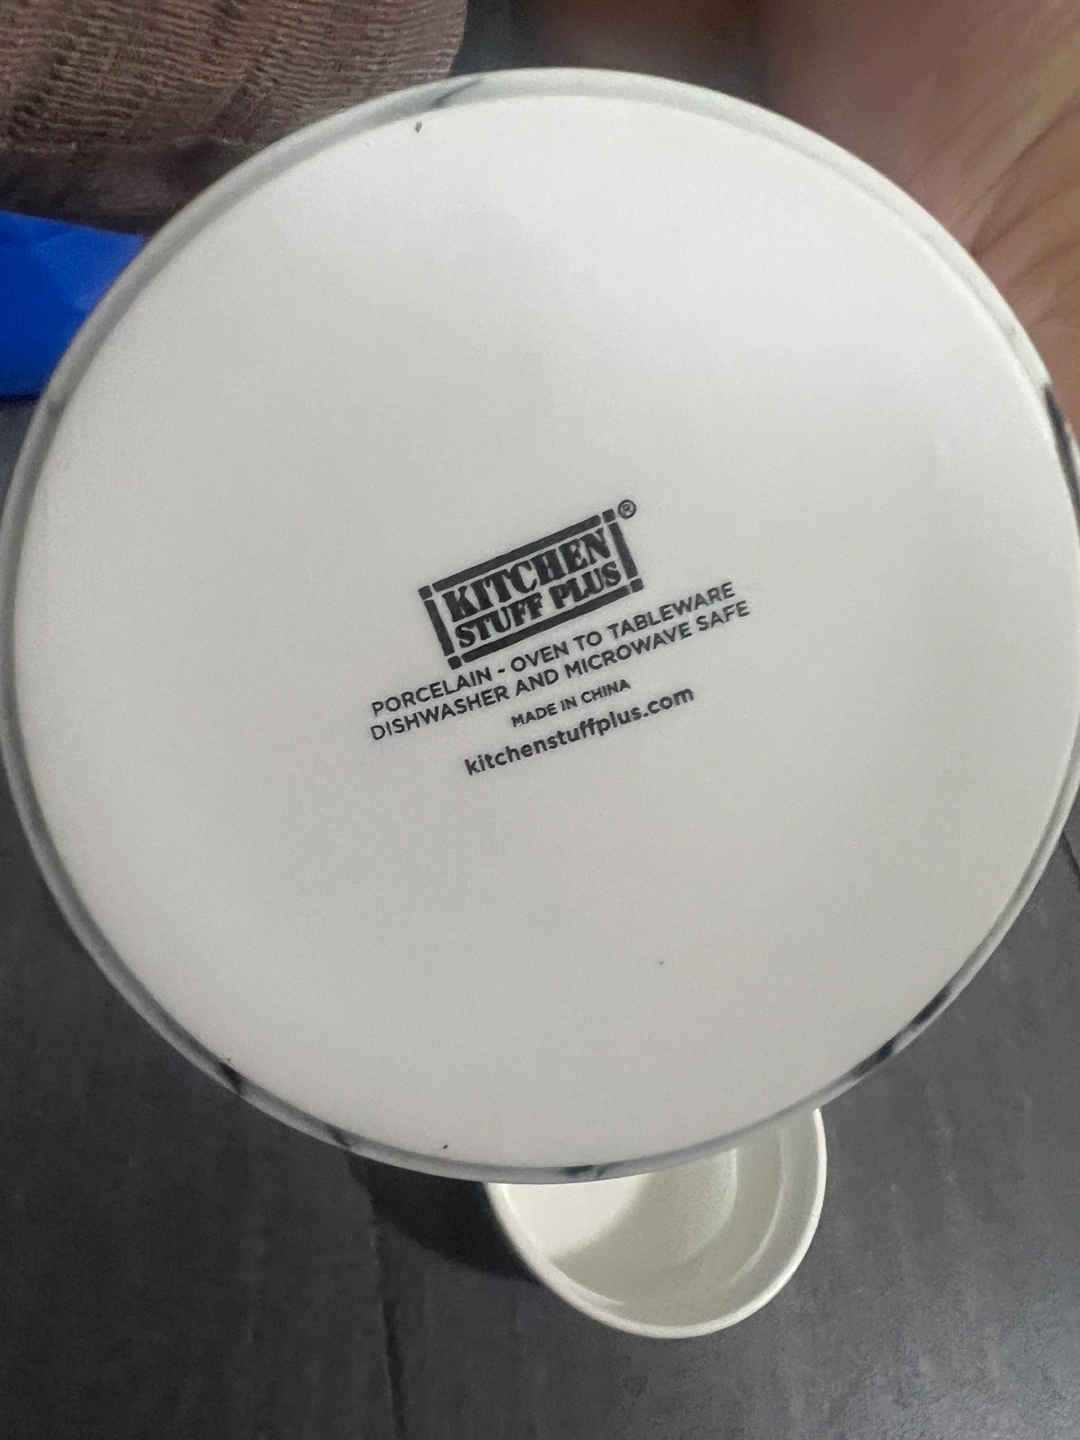 KITCHEN
STUFF PLUS®
PORCELAIN - OVEN TO TABLEWARE
DISHWASHER AND MICROWAVE SAFE
MADE IN CHINA
kitchenstuffplus.com